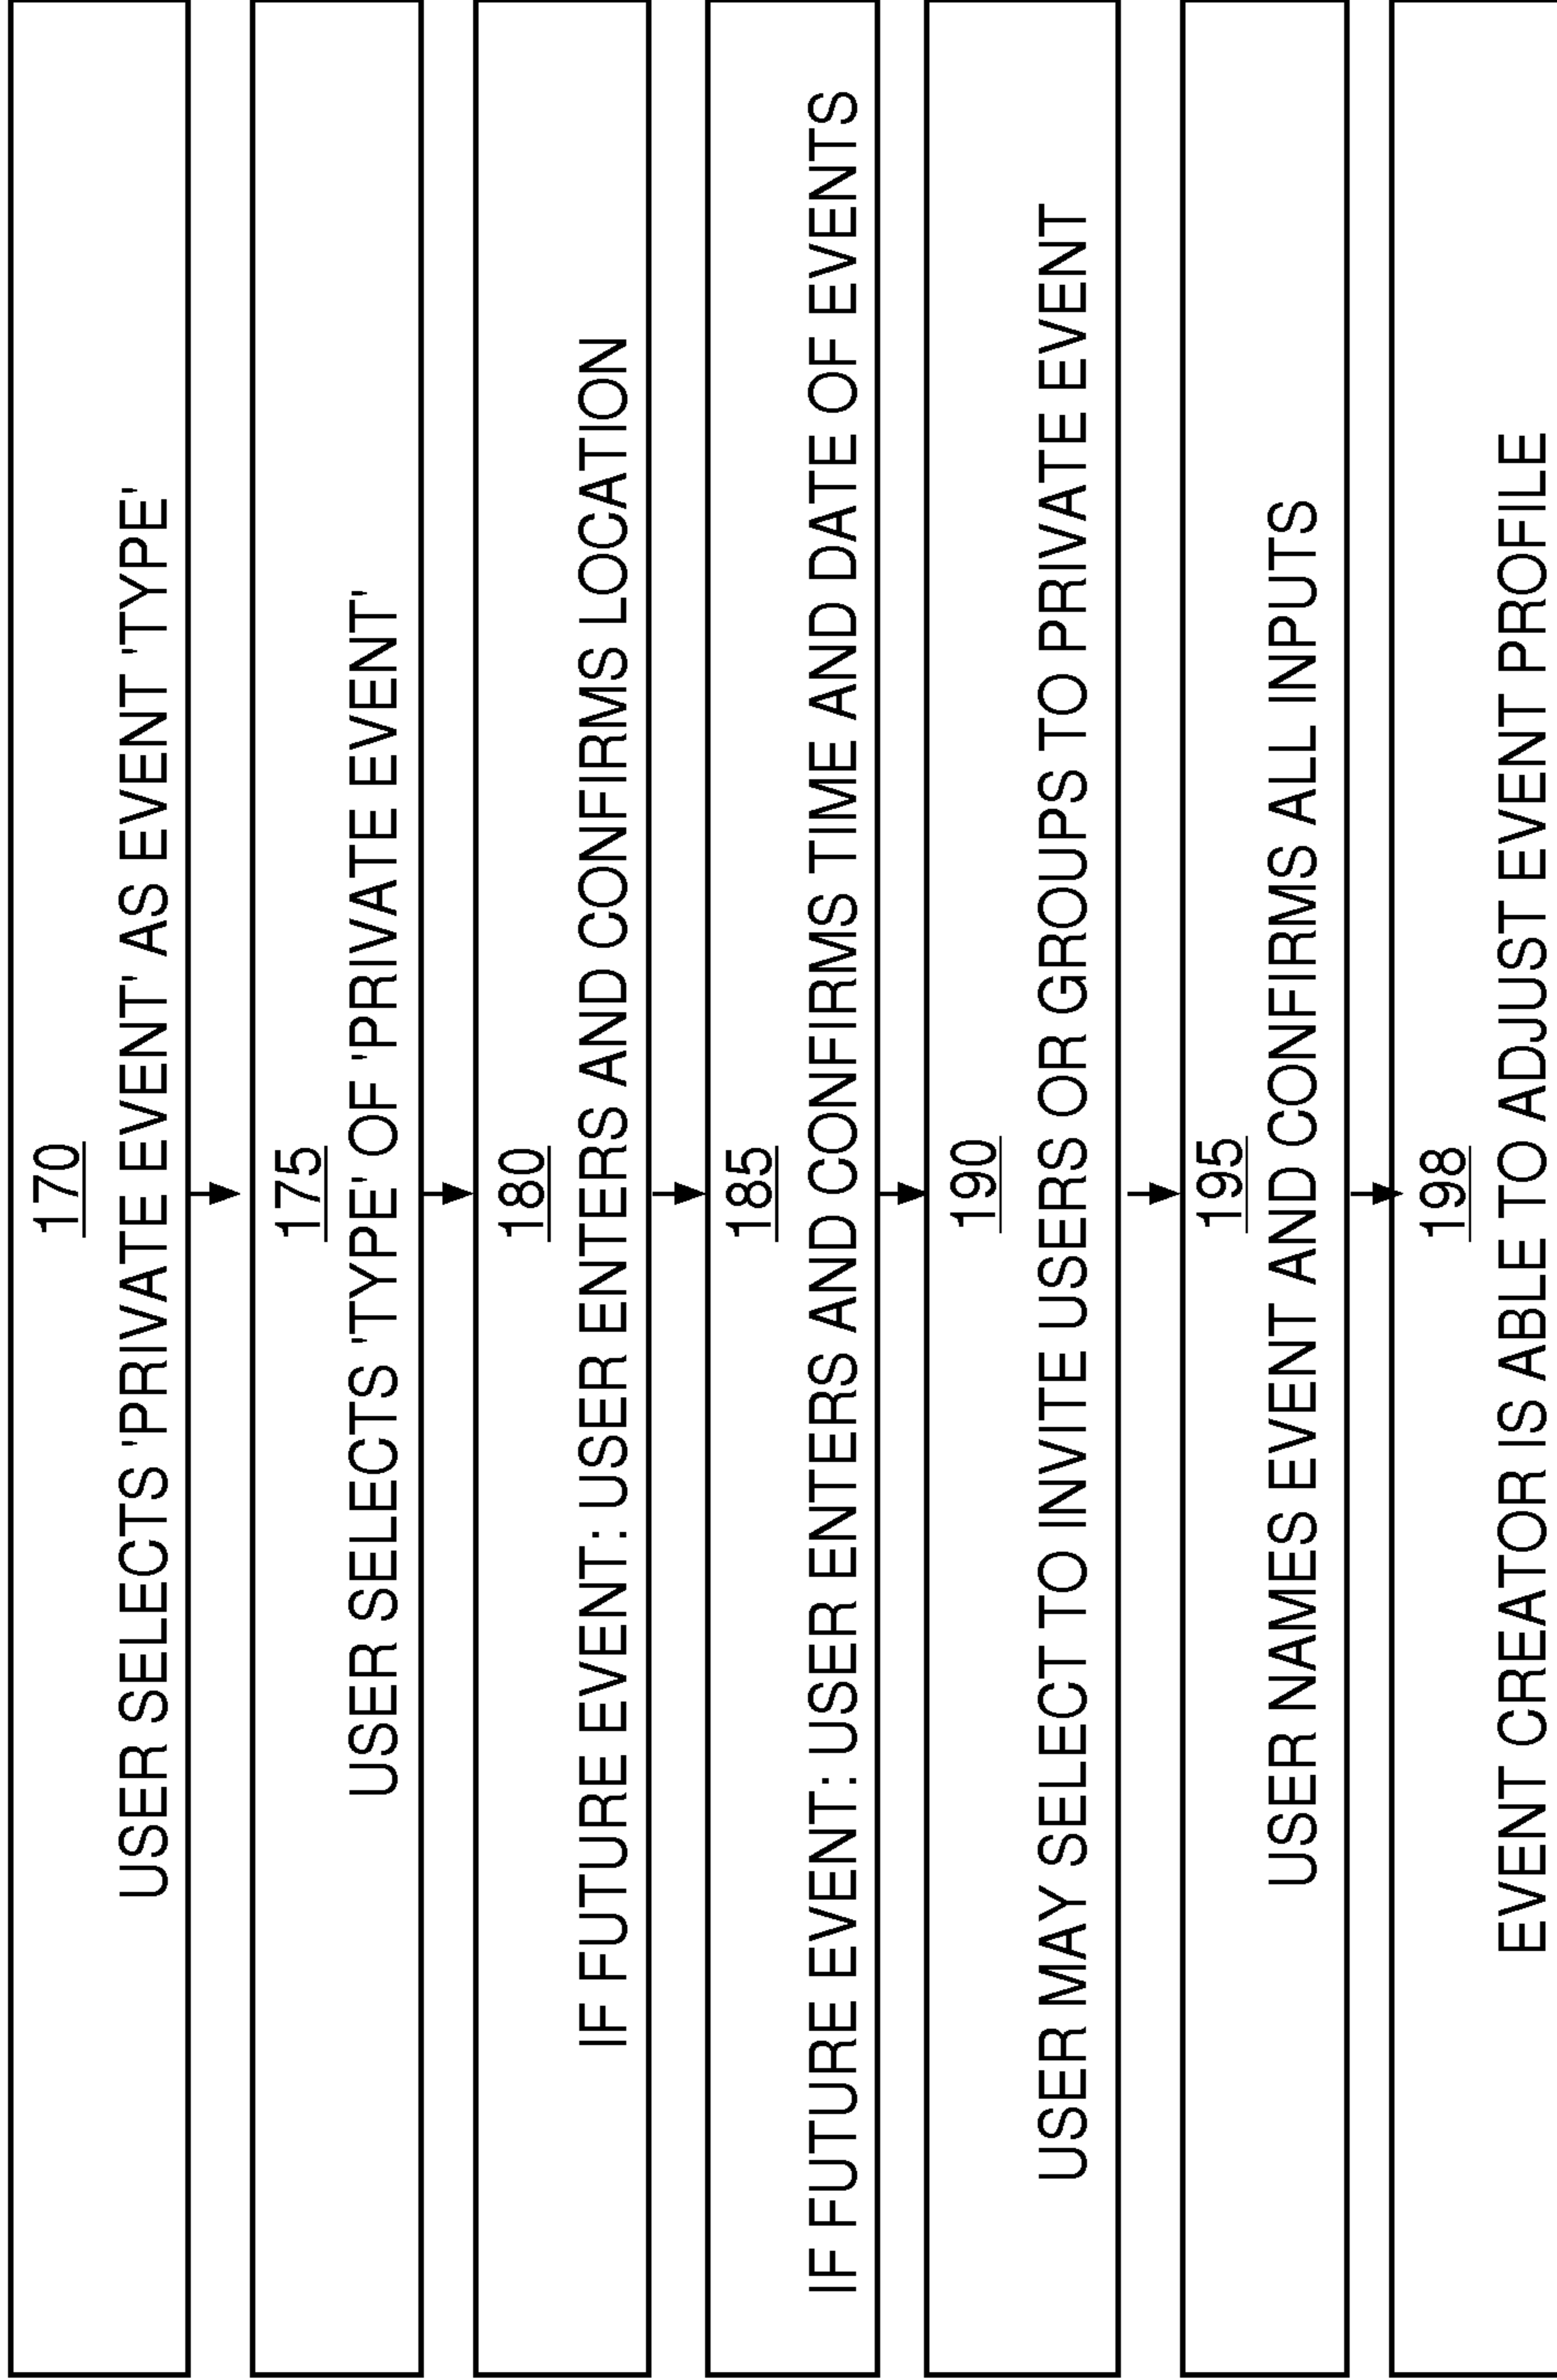 170
USER SELECTS 'PRIVATE EVENT' AS EVENT 'TYPE'
175
USER SELECTS 'TYPE' OF 'PRIVATE EVENT'
180
IF FUTURE EVENT: USER ENTERS AND CONFIRMS LOCATION
185
IF FUTURE EVENT: USER ENTERS AND CONFIRMS TIME AND DATE OF EVENTS
190
USER MAY SELECT TO INVITE USERS OR GROUPS TO PRIVATE EVENT
195
USER NAMES EVENT AND CONFIRMS ALL INPUTS
198
EVENT CREATOR IS ABLE TO ADJUST EVENT PROFILE